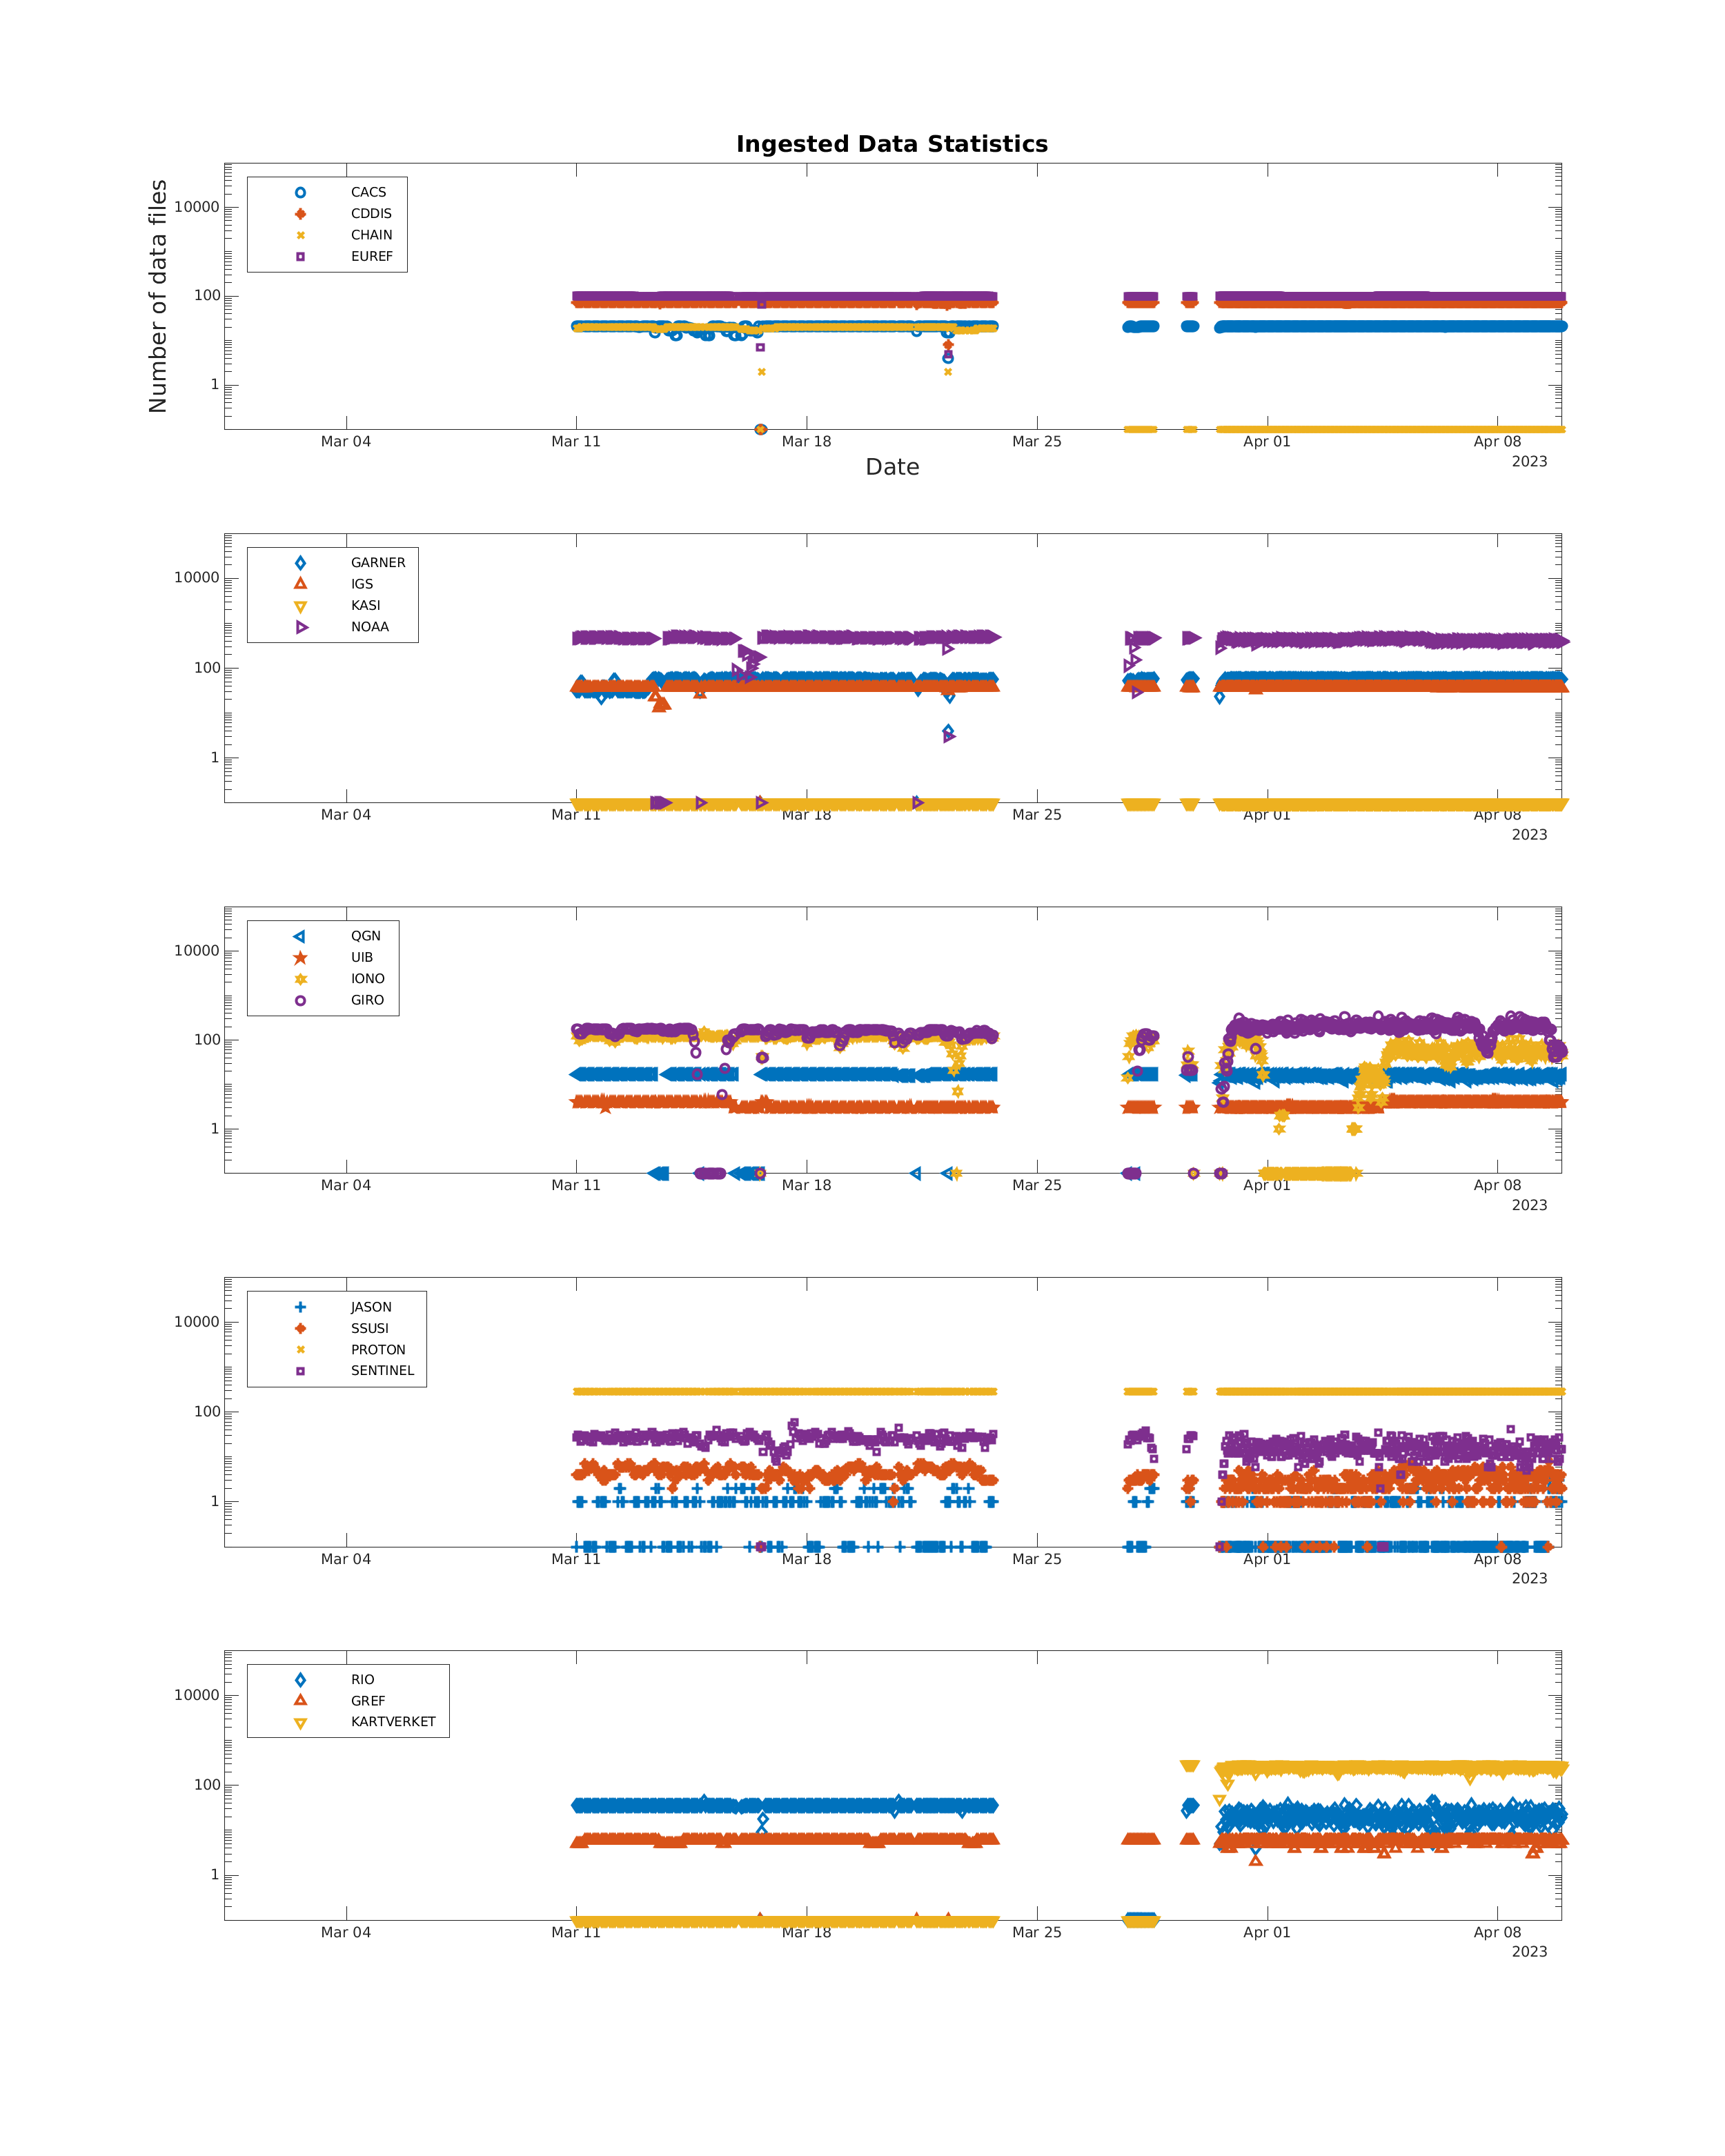 Ingested Data Statistics
Number of data files
10000
100
1
CACS
CDDIS
CHAIN
EUREF
Mar 04 Mar 11 Mar 18 Mar 25 Apr 01 Apr 08
2023
Date
10000
100
1
GARNER
IGS
KASI
NOAA
Mar 04 Mar 11 Mar 18 Mar 25 Apr 01 Apr 08
2023
10000
100
1
QGN
UIB
IONO
GIRO
Mar 04 Mar 11 Mar 18 Mar 25 Apr 01 Apr 08
2023
10000
100
1
JASON
SSUSI
PROTON
SENTINEL
Mar 04 Mar 11 Mar 18 Mar 25 Apr 01 Apr 08
2023
10000
100
1
RIO
GREF
KARTVERKET
Mar 04 Mar 11 Mar 18 Mar 25 Apr 01 Apr 08
2023